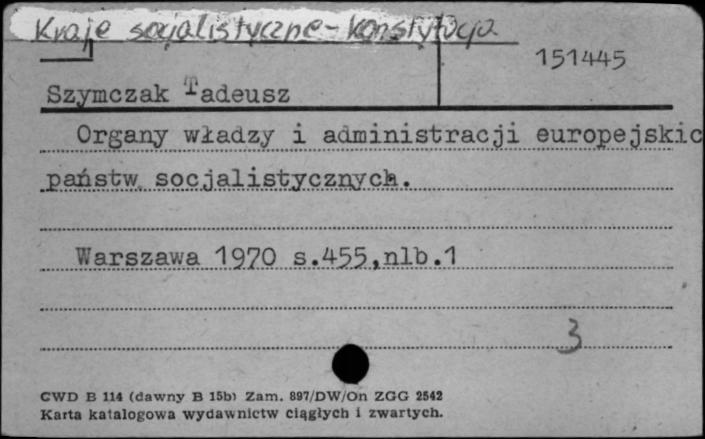 Kraje socjalistyczne - konstytucja
151445
Szymczak Tadeusz
Organy władzy i administracji europejskic
państw socjalistycznych.
Warszawa 1970 s.455,nlb.1
3
CWD B 114 (dawny B 15b) Zam. 897/DW/On ZGG 2542
Karta katalogowa wydawnictw ciągłych i zwartych.